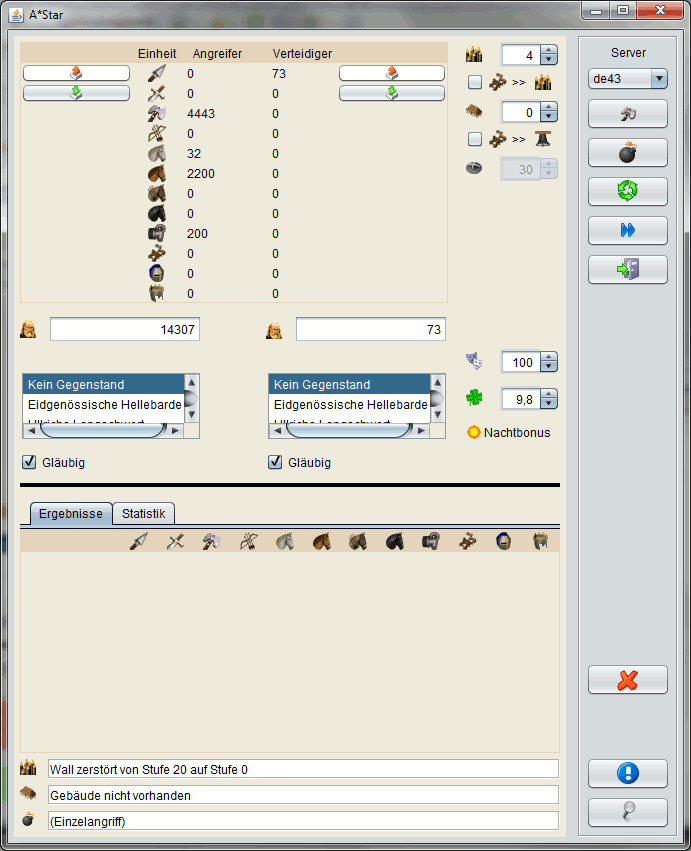 A*Star
Einheit Angreifer Verteidiger
0 73
0 0
4443 0
0 0
32 0
2200 0
0 0
0 0
200 0
0 0
0 0
0 0
4
>>
0
>>
30
Server
de43
14307
73
Kein Gegenstand
Eidgenössische Hellebarde
Kein Gegenstand
Eidgenössische Hellebarde
100
9,8
Nachtbonus
Gläubig
Gläubig
Ergebnisse Statistik
Wall zerstört von Stufe 20 auf Stufe 0
Gebäude nicht vorhanden
(Einzelangriff)